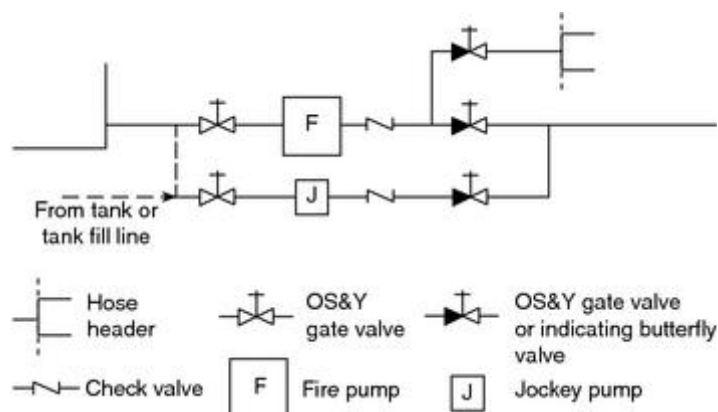 F
J
From tank or
tank fill line
Hose
header
OS&Y
gate valve
OS&Y gate valve
or indicating butterfly
valve
Check valve
F
Fire pump
J
Jockey pump